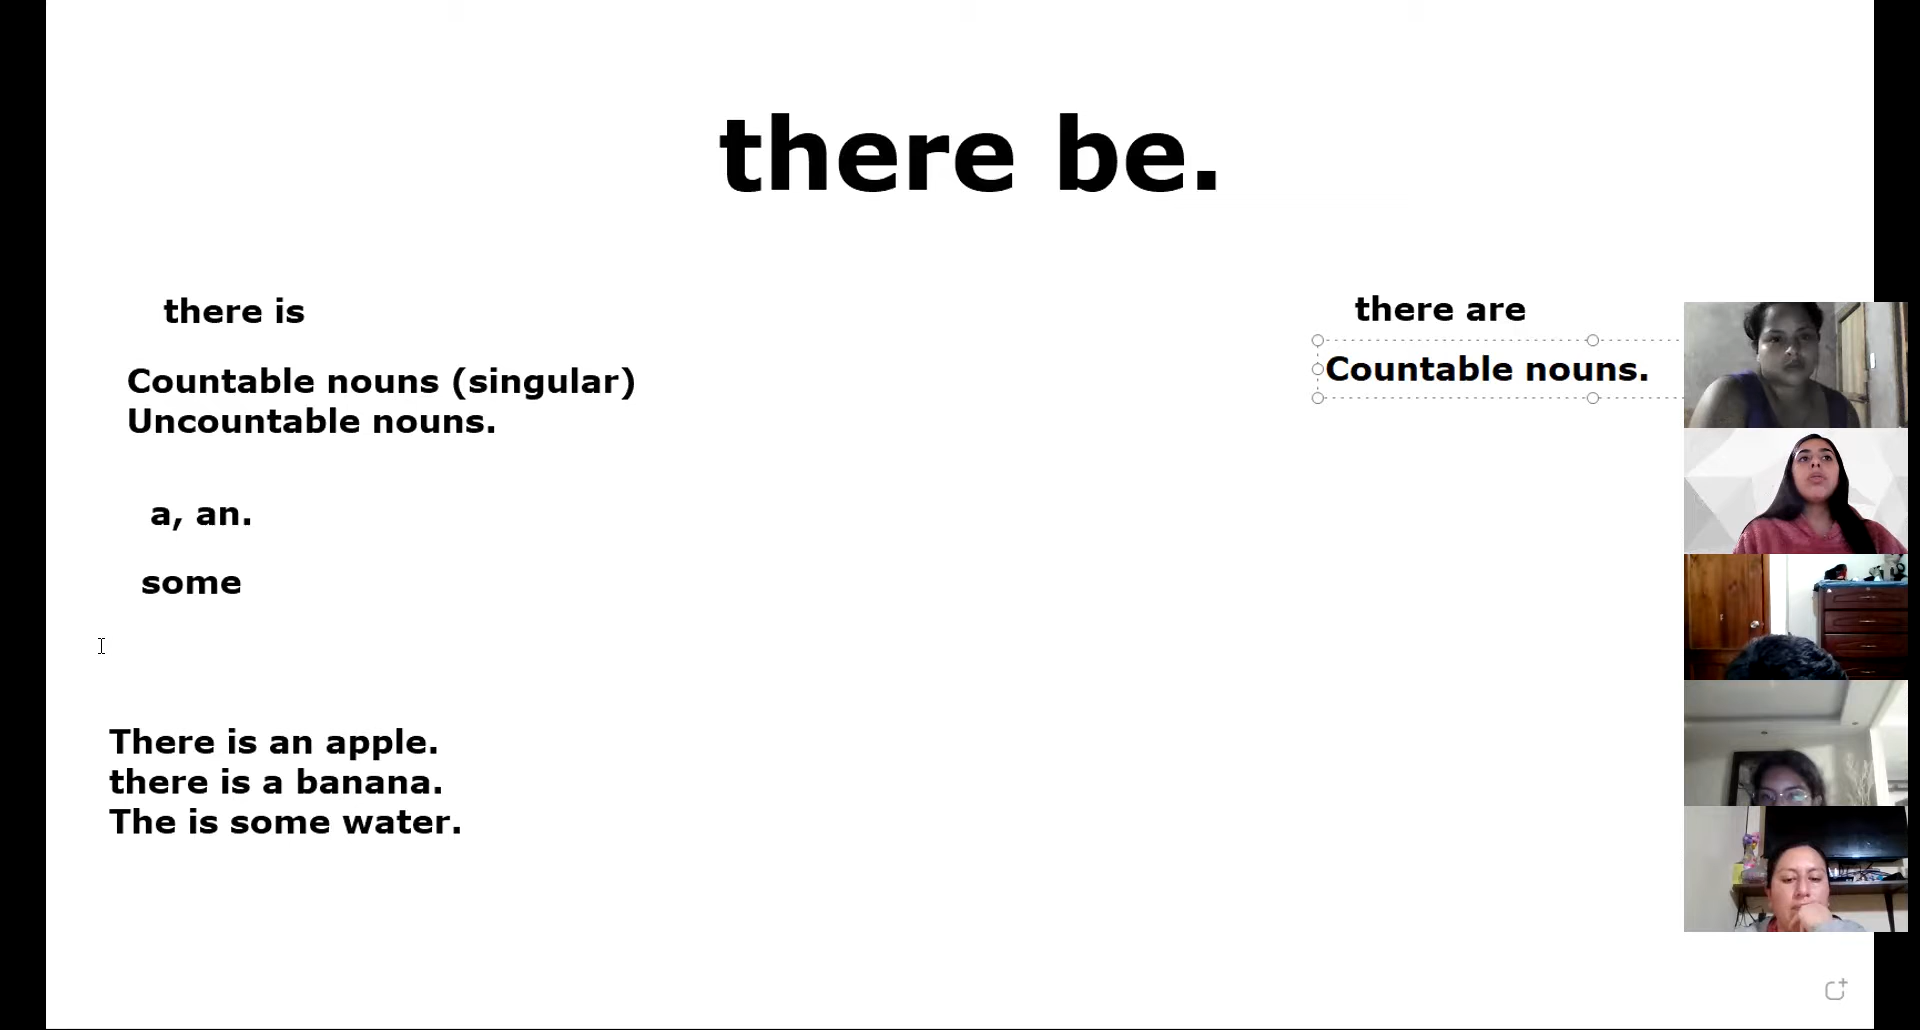 there be.
there is
Countable nouns (singular)
Uncountable nouns.
a, an.
some
There is an apple.
there is a banana.
The is some water.
there are
Countable nouns.